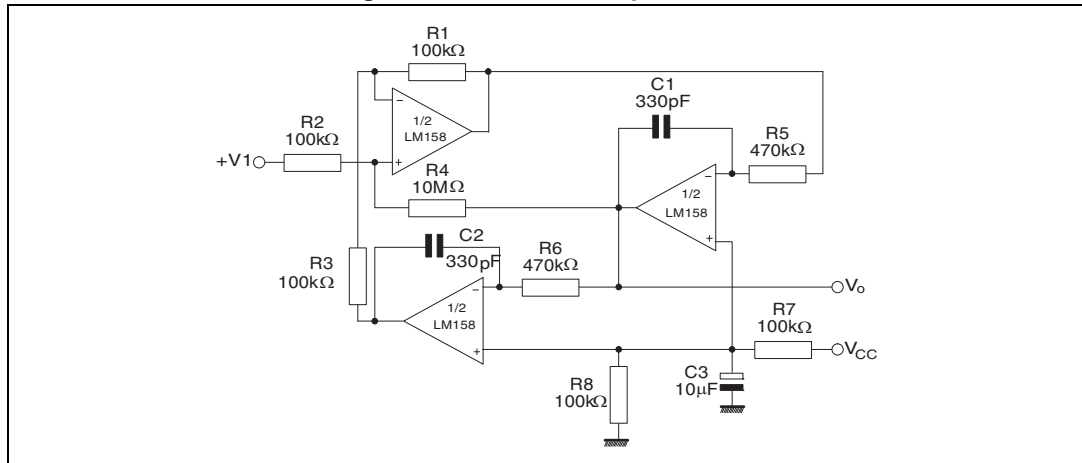 R1
100kΩ
C1
330pF
R5
470kΩ
1/2
LM158
R2
100kΩ
+V1
R4
10MΩ
1/2
LM158
C2
330pF
R6
470kΩ
R3
100kΩ
Vo
R7
100kΩ
1/2
LM158
VCC
C3
10μF
R8
100kΩ